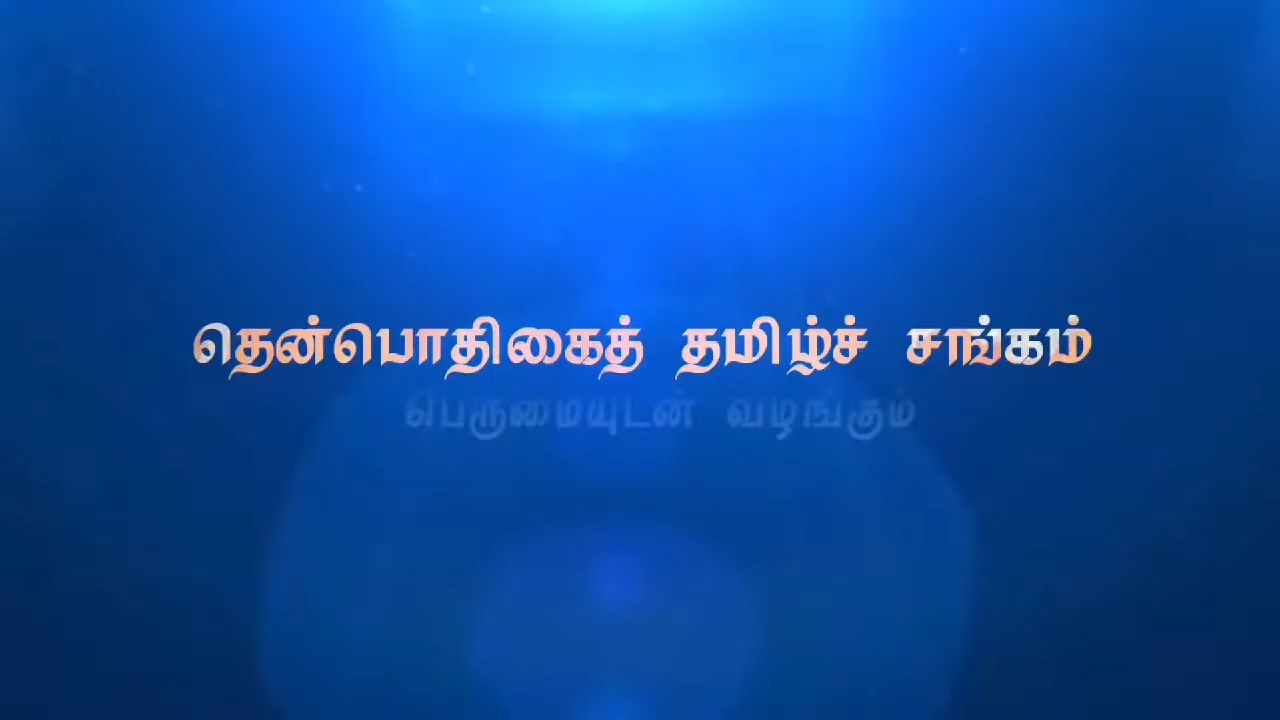 தென்பொதிகைத் தமிழ்ச் சங்கம்
பெருமையுடன் வழங்கும்